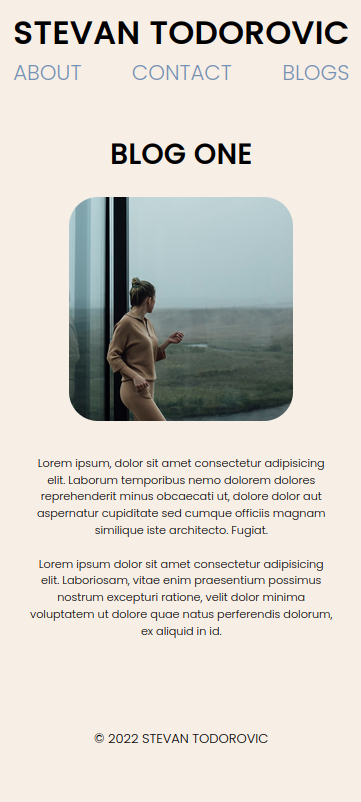 STEVAN TODOROVIC
ABOUT CONTACT BLOGS
BLOG ONE
Lorem ipsum, dolor sit amet consectetur adipisicing
elit. Laborum temporibus nemo dolorem dolores
reprehenderit minus obcaecati ut, dolore dolor aut
aspernatur cupiditate sed cumque officiis magnam
similique iste architecto. Fugiat.
Lorem ipsum dolor sit amet consectetur adipisicing
elit. Laboriosam, vitae enim praesentium possimus
nostrum excepturi ratione, velit dolor minima
voluptatem ut dolore quae natus perferendis dolorum,
ex aliquid in id.
© 2022 STEVAN TODOROVIC